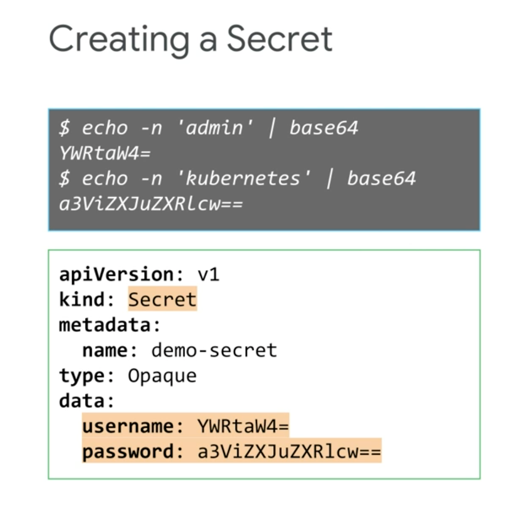 Creating a Secret
$ echo -n 'admin' | base64
YWRtaW4=
$ echo -n 'kubernetes' | base64
a3ViZXJuZXRlcw==
apiVersion: v1
kind: Secret
metadata:
  name: demo-secret
type: Opaque
data:
  username: YWRtaW4=
  password: a3ViZXJuZXRlcw==